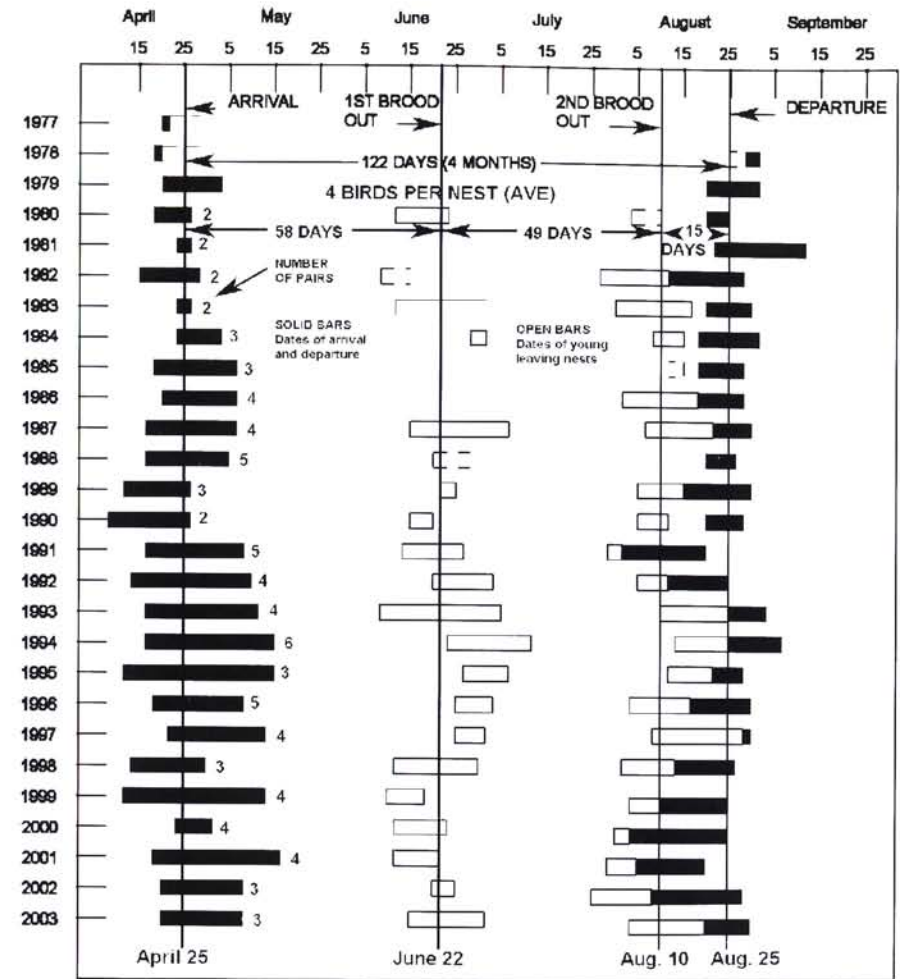 April May June July August September
15 25 5 15 25 5 15 25 5 15 25 5 15 25 5 15 25
ARRIVAL 1ST BROOD OUT 2ND BROOD OUT DEPARTURE
1977
1978
122 DAYS (4 MONTHS)
1979
4 BIRDS PER NEST (AVE)
1980 2
58 DAYS 49 DAYS 15 DAYS
1981 2
NUMBER
OF PAIRS
1982 2
1983 2
SOLID BARS
Dates of arrival
and departure
OPEN BARS
Dates of young
leaving nests
1984 3
1985 3
1986 4
1987 4
1988 5
1989 3
1990 2
1991 5
1992 4
1993 4
1994 6
1995 3
1996 5
1997 4
1998 3
1999 4
2000 4
2001 4
2002 3
2003 3
April 25 June 22 Aug. 10 Aug. 25